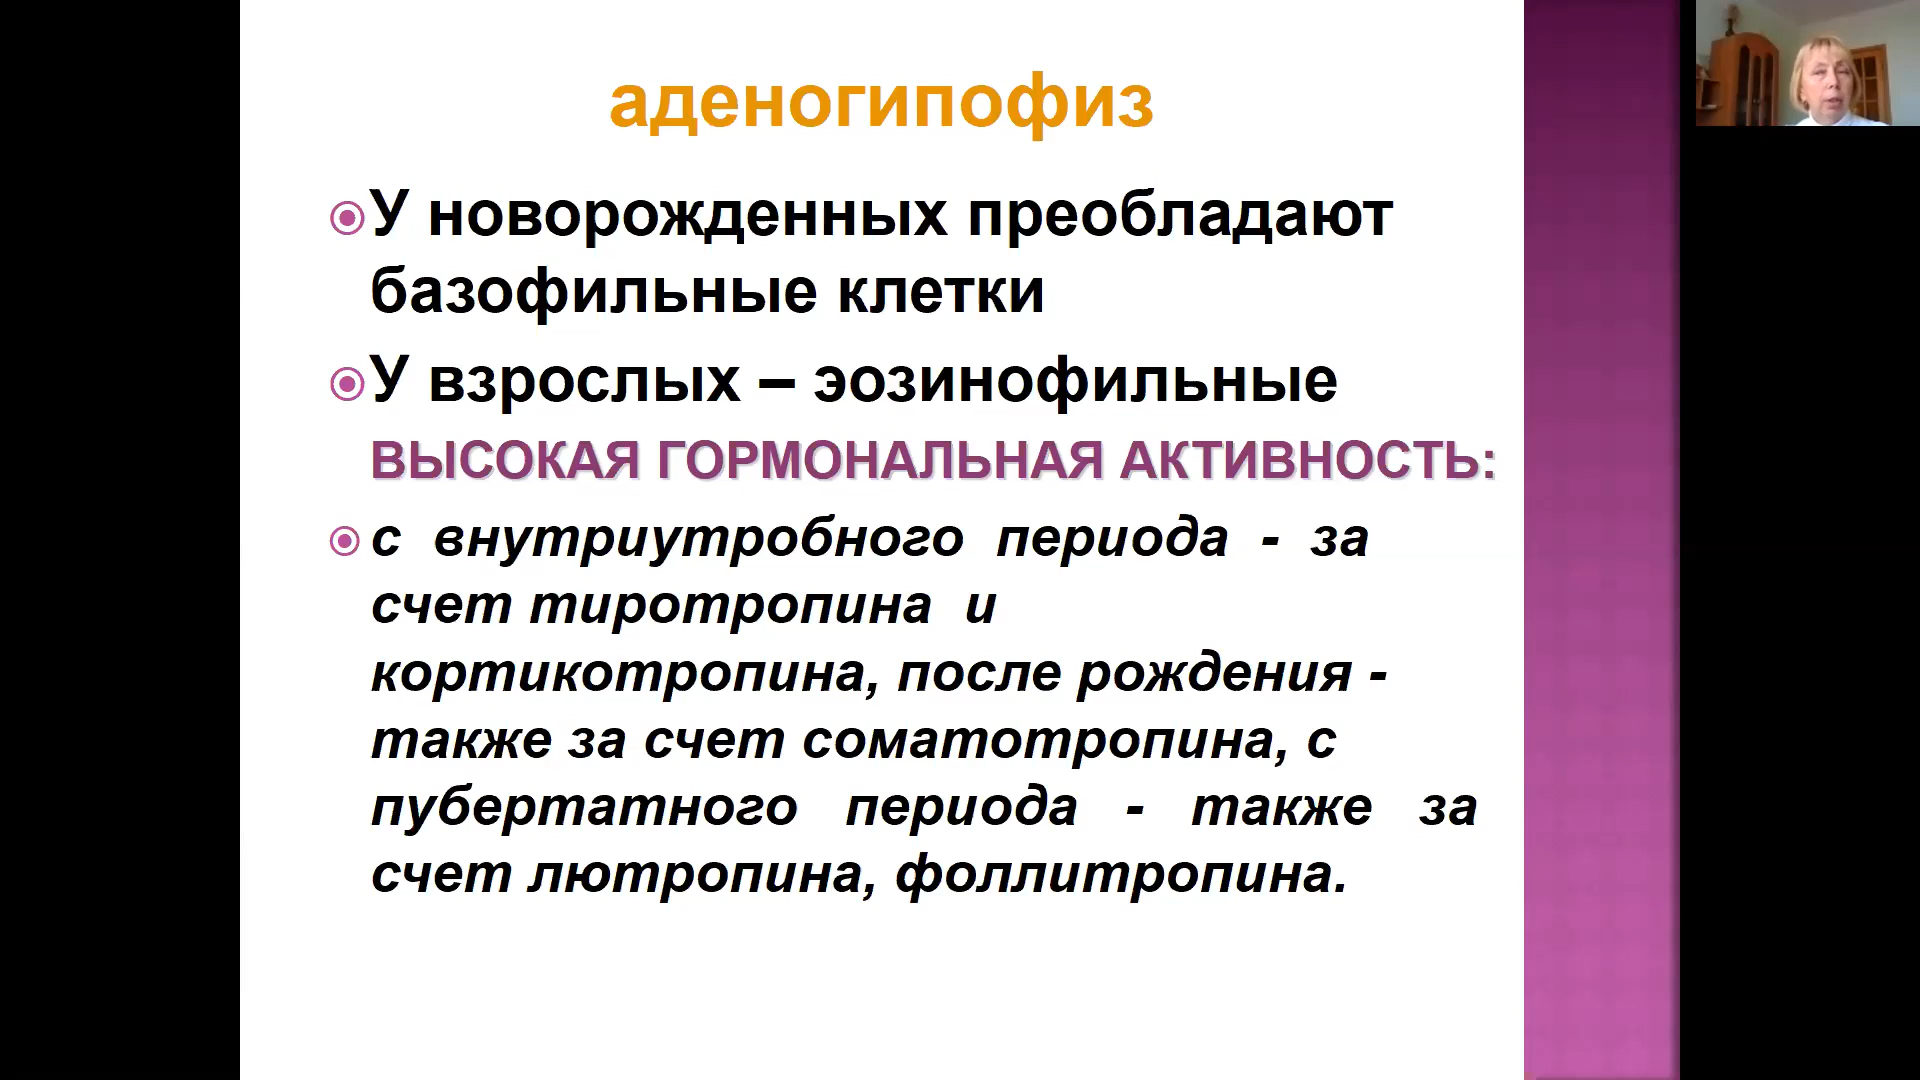 аденогипофиз
У новорожденных преобладают
базофильные клетки
У взрослых – эозинофильные
ВЫСОКАЯ ГОРМОНАЛЬНАЯ АКТИВНОСТЬ:
с внутриутробного периода - за
счет тиротропина и
кортикотропина, после рождения -
также за счет соматотропина, с
пубертатного периода - также за
счет лютропина, фоллитропина.